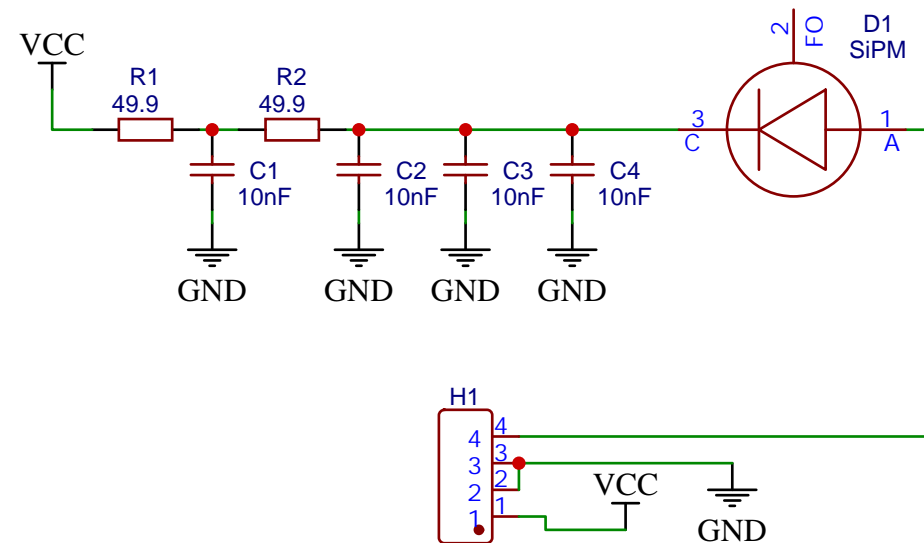 VCC
R1
49.9
R2
49.9
C1
10nF
C2
10nF
C3
10nF
C4
10nF
GND
GND
GND
GND
2
FO
D1
SiPM
3
C
1
A
H1
4
4
3
3
2
2
1
1
VCC
GND